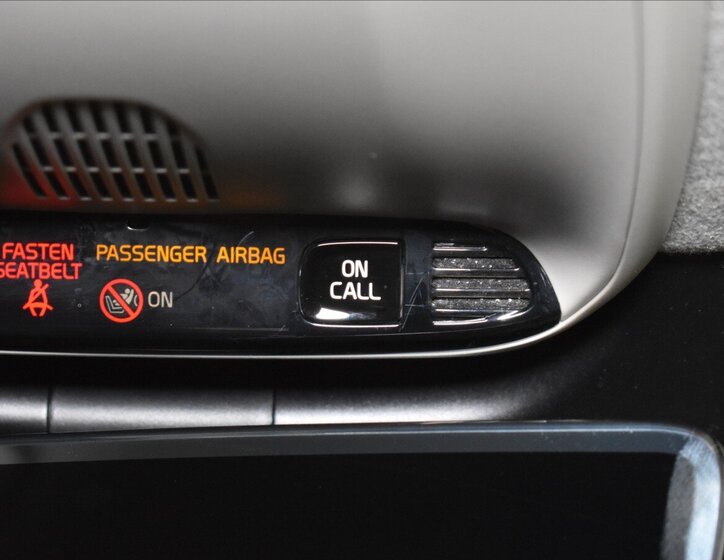 FASTEN
SEATBELT
PASSENGER AIRBAG
ON
ON
CALL